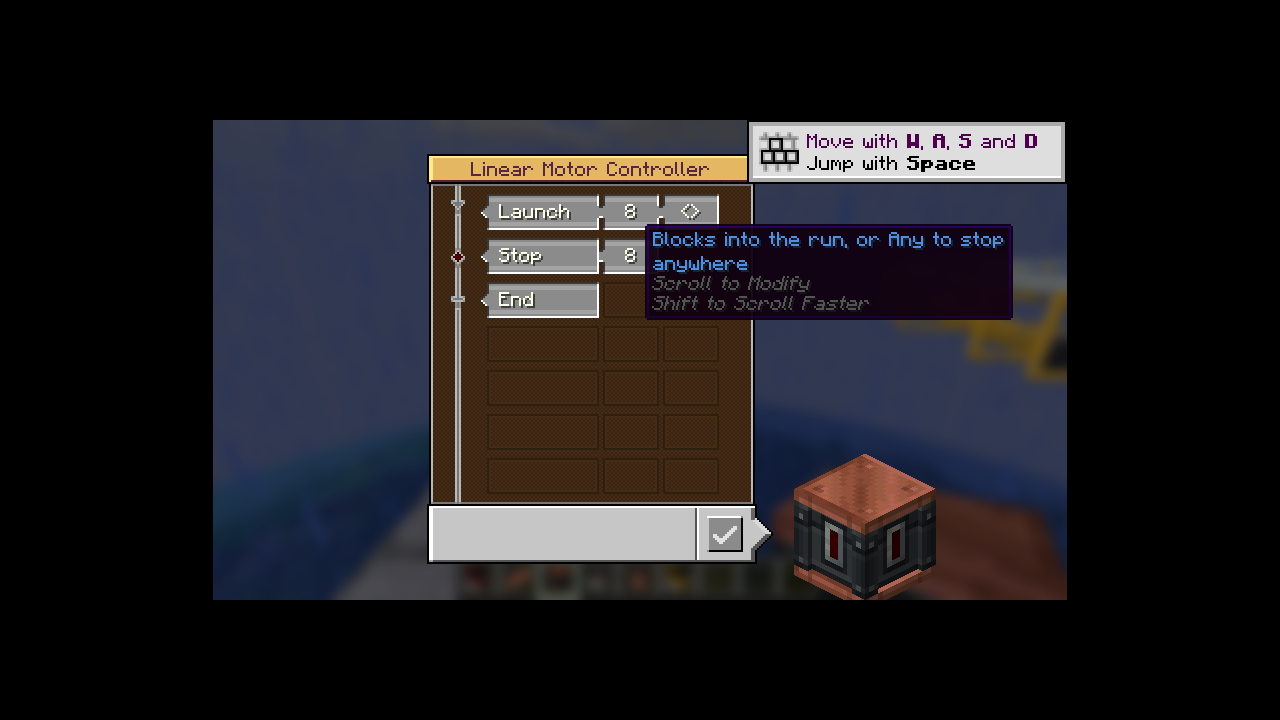 Move with W, A, S and D
Jump with Space
Linear Motor Controller
Launch 8 <>
Stop 8
Blocks into the run, or Any to stop
anywhere
Scroll to Modify
Shift to Scroll Faster
End